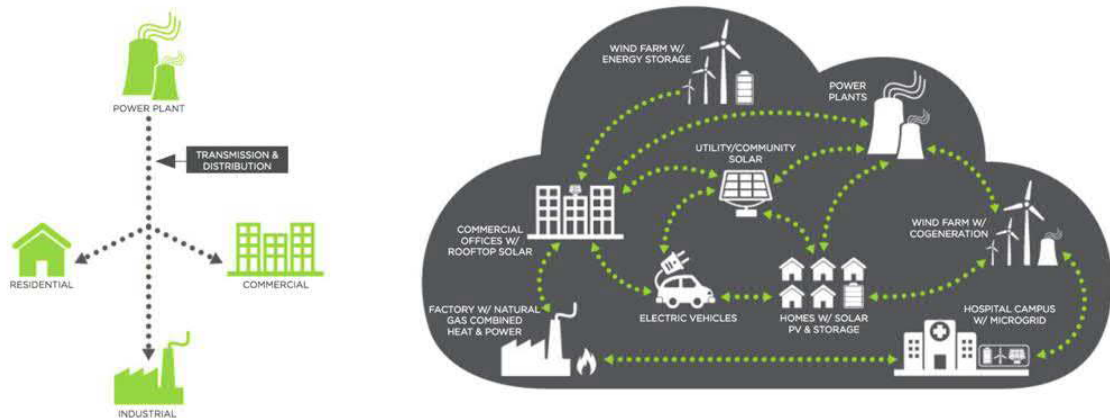 POWER PLANT
TRANSMISSION &
DISTRIBUTION
RESIDENTIAL
COMMERCIAL
INDUSTRIAL
WIND FARM W/
ENERGY STORAGE
POWER
PLANTS
UTILITY/COMMUNITY
SOLAR
COMMERCIAL
OFFICES W/
ROOFTOP SOLAR
WIND FARM W/
COGENERATION
FACTORY W/ NATURAL
GAS COMBINED
HEAT & POWER
ELECTRIC VEHICLES
HOMES W/ SOLAR
PV & STORAGE
HOSPITAL CAMPUS
W/ MICROGRID